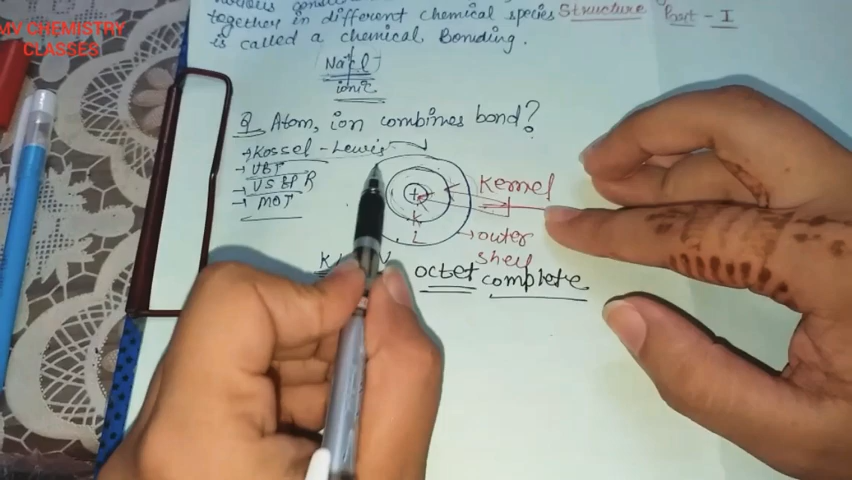 together in different chemical species Structure Part - I
is called a chemical Bonding.
MV CHEMISTRY
CLASSES
NaCl
ionic
Q Atom, ion combines bond?
→ Kossel - Lewis
→ VBT
→ VSEPR
→ MOT
Kernel
+
K
L
→ outer
shell
octet complete